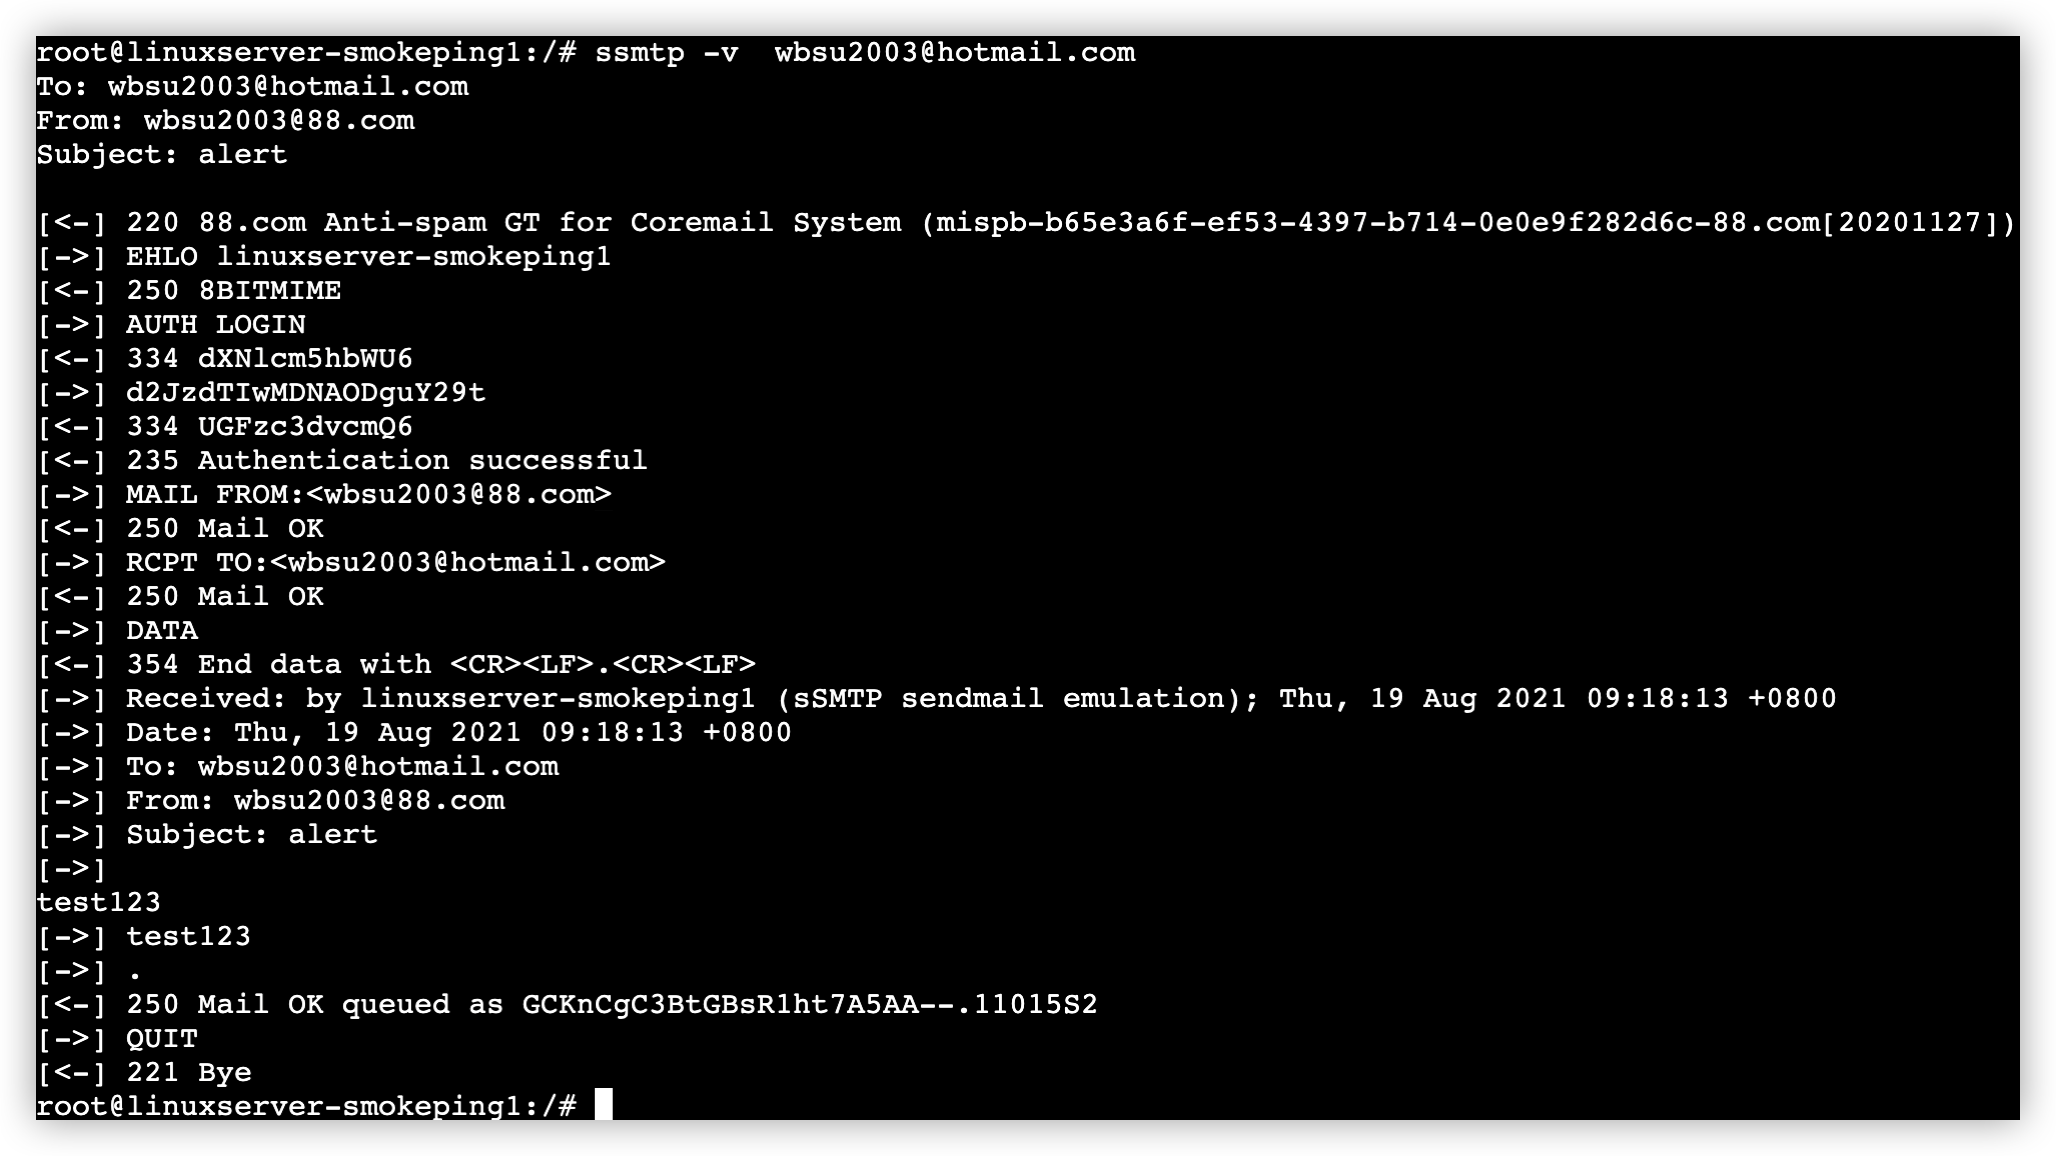 root@linuxserver-smokeping1:/# ssmtp -v  wbsu2003@hotmail.com
To: wbsu2003@hotmail.com
From: wbsu2003@88.com
Subject: alert

[<-] 220 88.com Anti-spam GT for Coremail System (mispb-b65e3a6f-ef53-4397-b714-0e0e9f282d6c-88.com[20201127])
[->] EHLO linuxserver-smokeping1
[<-] 250 8BITMIME
[->] AUTH LOGIN
[<-] 334 dXNlcm5hbWU6
[->] d2JzdTIwMDNAODguY29t
[<-] 334 UGFzc3dvcmQ6
[<-] 235 Authentication successful
[->] MAIL FROM:<wbsu2003@88.com>
[<-] 250 Mail OK
[->] RCPT TO:<wbsu2003@hotmail.com>
[<-] 250 Mail OK
[->] DATA
[<-] 354 End data with <CR><LF>.<CR><LF>
[->] Received: by linuxserver-smokeping1 (sSMTP sendmail emulation); Thu, 19 Aug 2021 09:18:13 +0800
[->] Date: Thu, 19 Aug 2021 09:18:13 +0800
[->] To: wbsu2003@hotmail.com
[->] From: wbsu2003@88.com
[->] Subject: alert
[->]
test123
[->] test123
[->] .
[<-] 250 Mail OK queued as GCKnCgC3BtGBsR1ht7A5AA--.11015S2
[->] QUIT
[<-] 221 Bye
root@linuxserver-smokeping1:/#